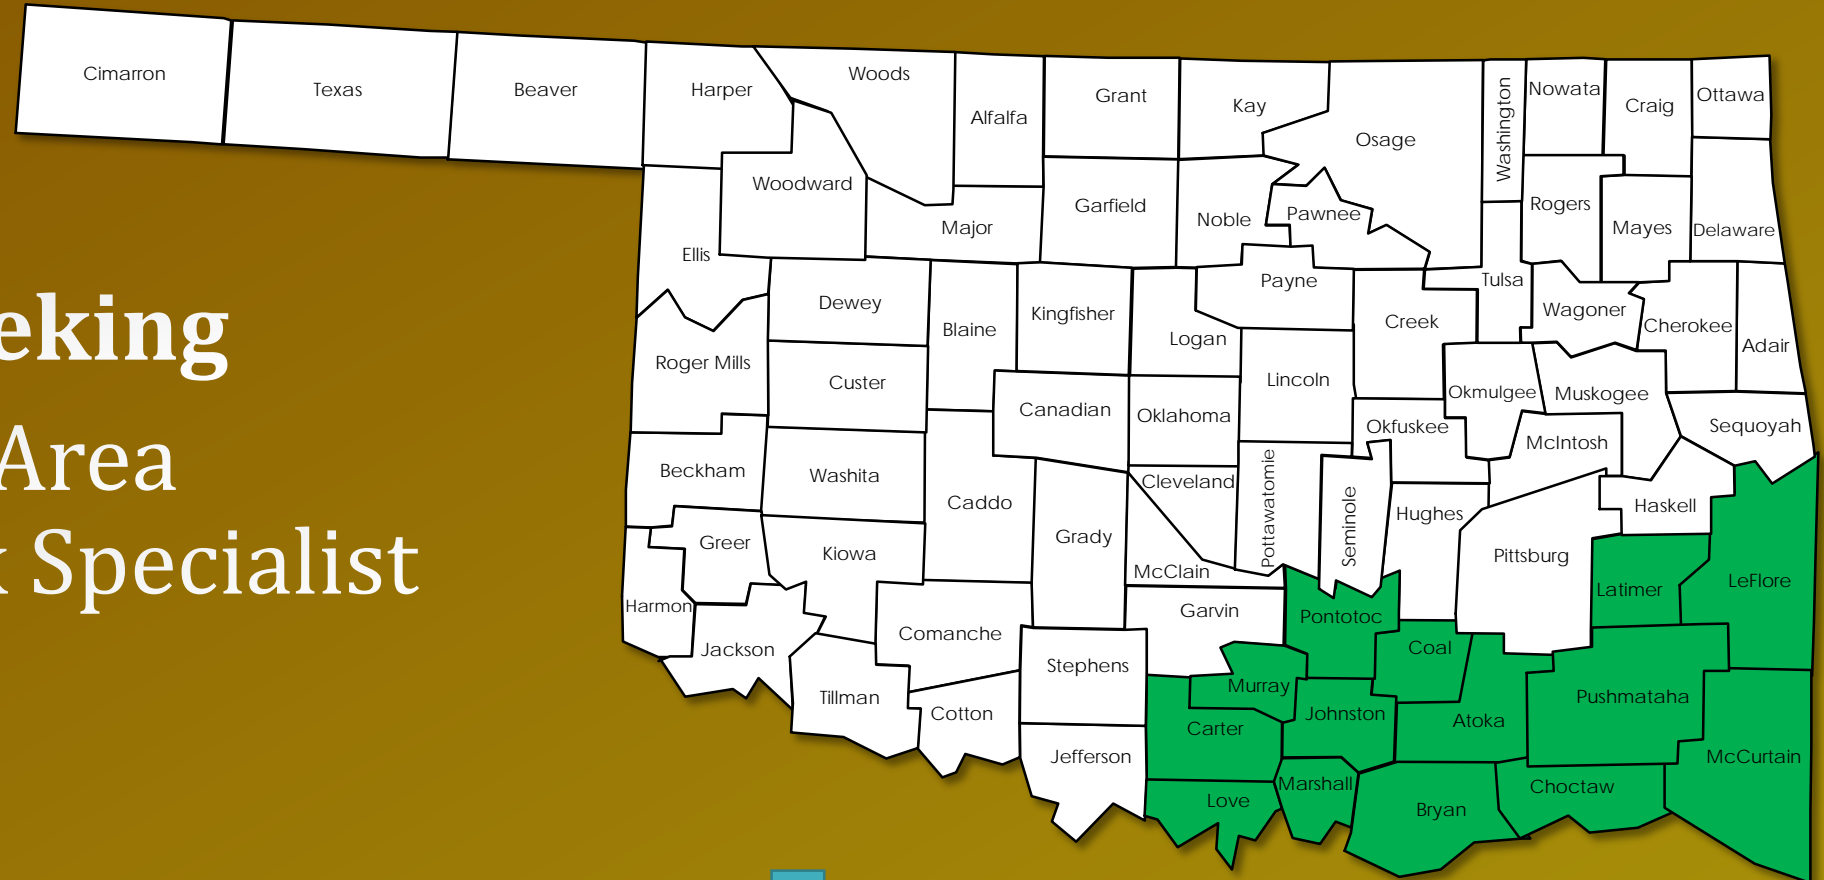 eking
Area
Specialist
Cimarron
Texas
Beaver
Harper
Woods
Alfalfa
Grant
Kay
Osage
Washington
Nowata
Craig
Ottawa
Woodward
Ellis
Major
Garfield
Noble
Pawnee
Rogers
Mayes
Delaware
Roger Mills
Dewey
Blaine
Kingfisher
Logan
Payne
Creek
Tulsa
Wagoner
Cherokee
Adair
Custer
Canadian
Oklahoma
Lincoln
Okfuskee
Okmulgee
Muskogee
McIntosh
Sequoyah
Beckham
Washita
Caddo
Grady
Cleveland
McClain
Pottawatomie
Seminole
Hughes
Pittsburg
Haskell
Greer
Kiowa
Harmon
Jackson
Tillman
Comanche
Cotton
Stephens
Jefferson
Garvin
Pontotoc
Coal
Latimer
LeFlore
Murray
Carter
Johnston
Atoka
Pushmataha
McCurtain
Love
Marshall
Bryan
Choctaw